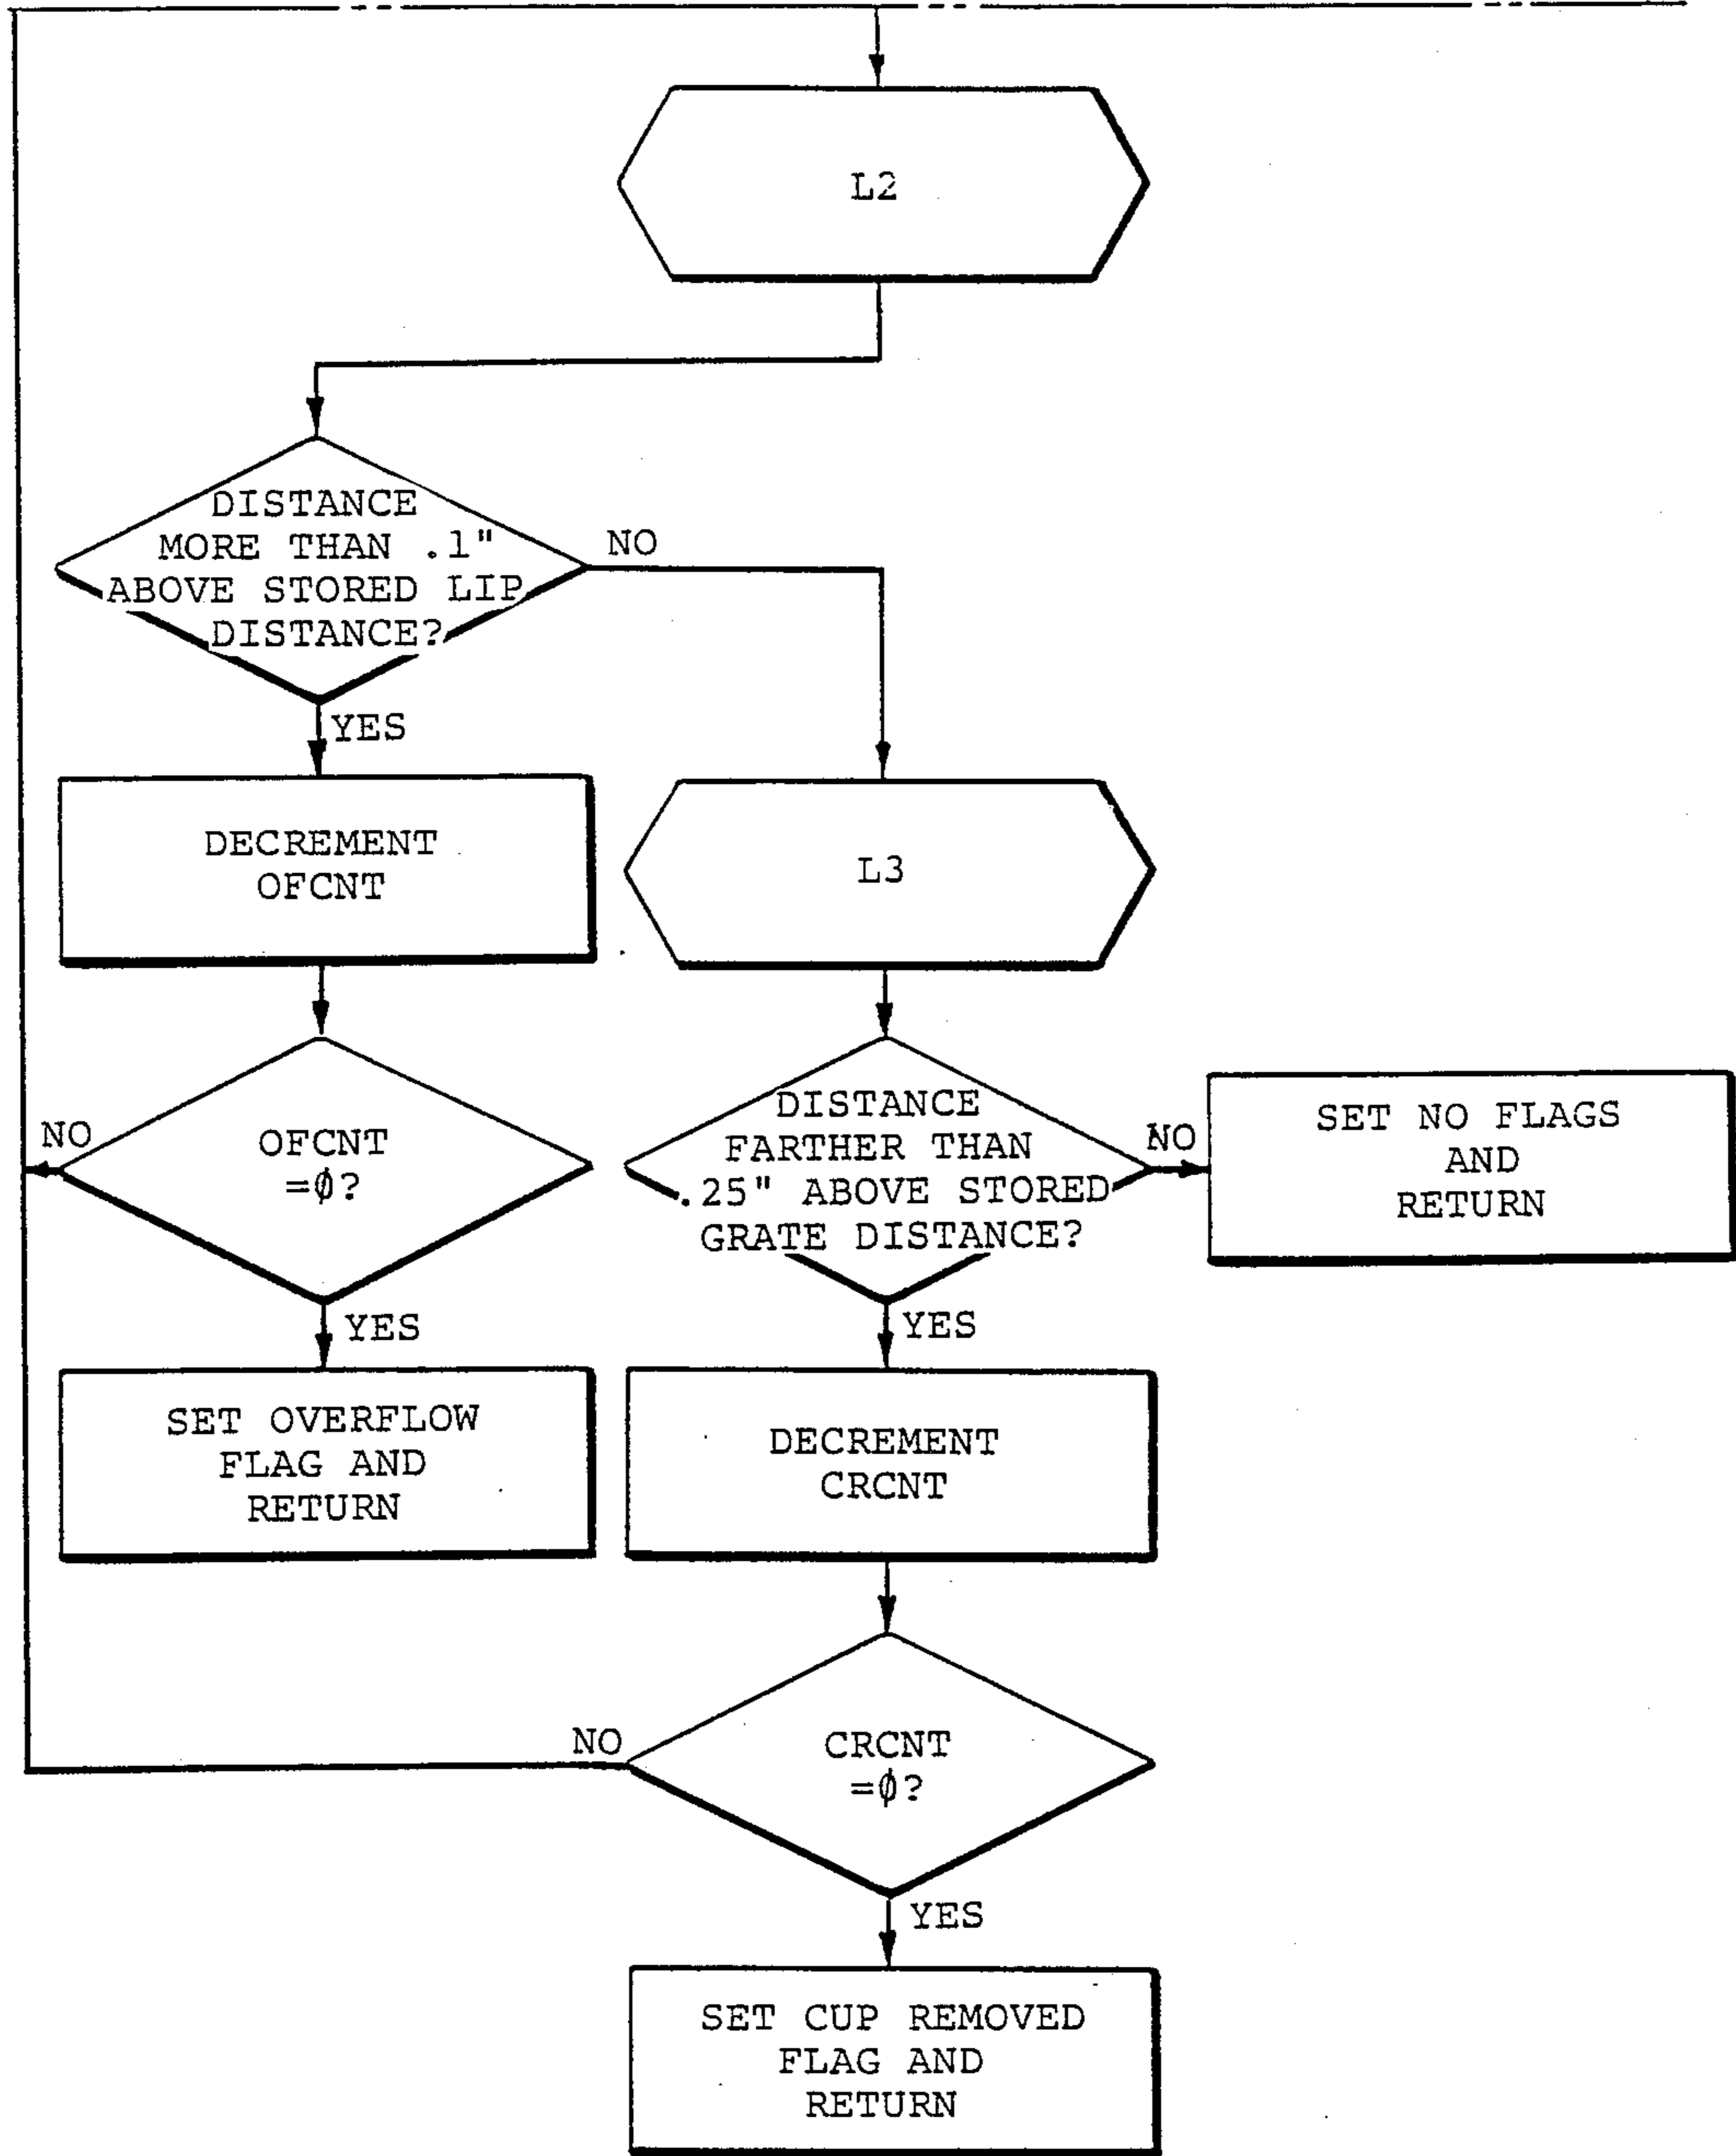 L2
DISTANCE
MORE THAN .1"
ABOVE STORED LIP
DISTANCE?
NO
YES
DECREMENT
OFCNT
L3
NO
OFCNT
=∅?
DISTANCE
FARTHER THAN
.25" ABOVE STORED
GRATE DISTANCE?
NO
SET NO FLAGS
AND
RETURN
YES
YES
SET OVERFLOW
FLAG AND
RETURN
DECREMENT
CRCNT
NO
CRCNT
=∅?
YES
SET CUP REMOVED
FLAG AND
RETURN